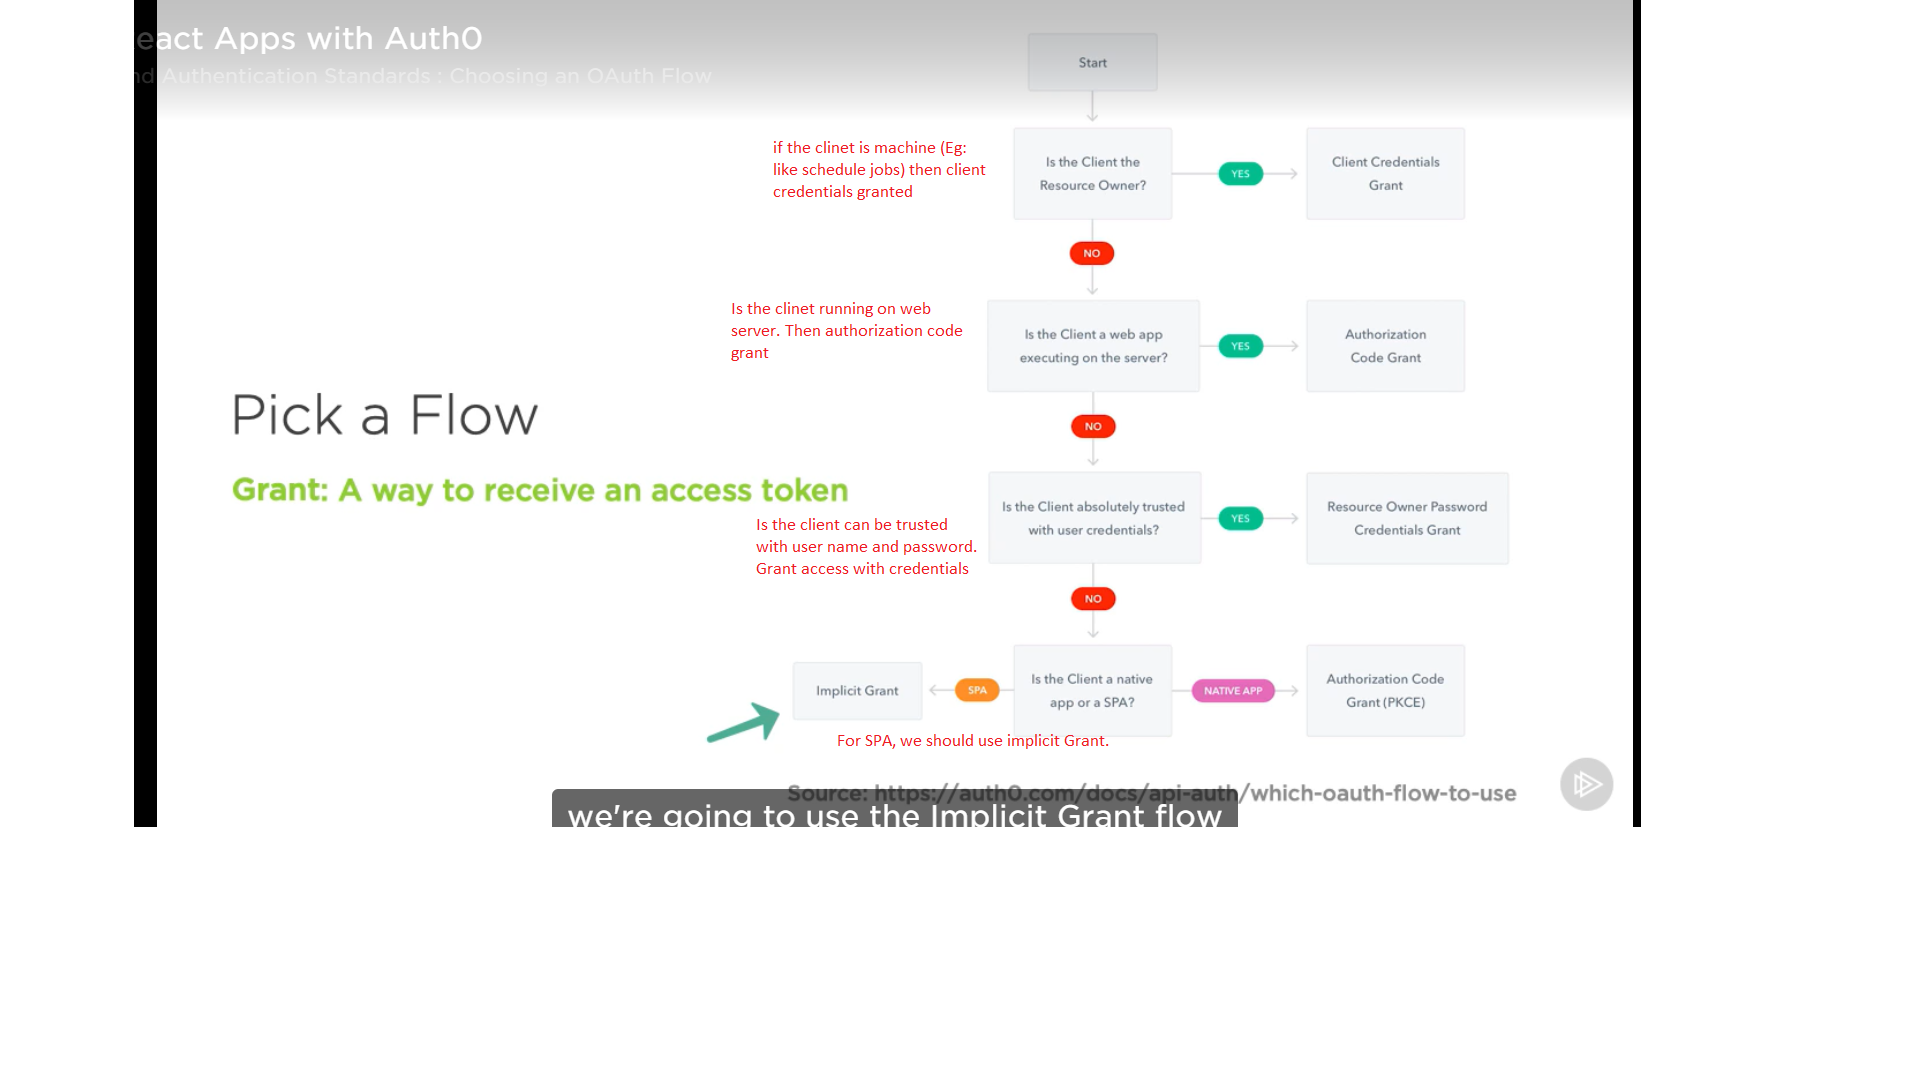 eact Apps with Auth0
nd Authentication Standards : Choosing an OAuth Flow
Start
if the clinet is machine (Eg:
like schedule jobs) then client
credentials granted
Is the Client the
Resource Owner?
YES
Client Credentials
Grant
NO
Is the clinet running on web
server. Then authorization code
grant
Is the Client a web app
executing on the server?
YES
Authorization
Code Grant
NO
Pick a Flow
Grant: A way to receive an access token
Is the client can be trusted
with user name and password.
Grant access with credentials
Is the Client absolutely trusted
with user credentials?
YES
Resource Owner Password
Credentials Grant
NO
Implicit Grant
SPA
Is the Client a native
app or a SPA?
NATIVE APP
Authorization Code
Grant (PKCE)
For SPA, we should use implicit Grant.
Source: https://auth0.com/docs/api-auth/which-oauth-flow-to-use
we're going to use the Implicit Grant flow